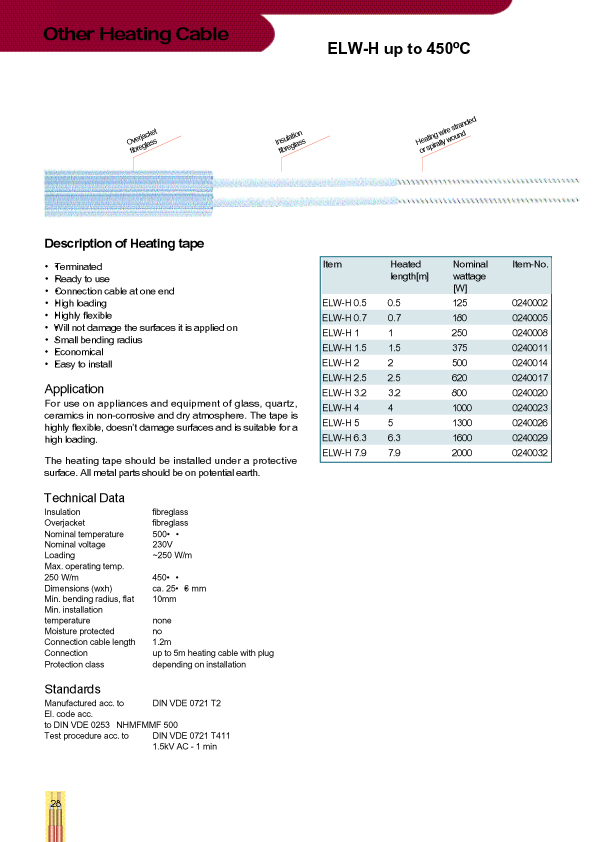 Other Heating Cable
ELW-H up to 450ºC
Overjacket
fibreglass
Insulation
fibreglass
Heating wire stranded
or spirally wound
Description of Heating tape
• Terminated
• Ready to use
• Connection cable at one end
• High loading
• Highly flexible
• Will not damage the surfaces it is applied on
• Small bending radius
• Economical
• Easy to install
Application
For use on appliances and equipment of glass, quartz,
ceramics in non-corrosive and dry atmosphere. The tape is
highly flexible, doesn't damage surfaces and is suitable for a
high loading.
The heating tape should be installed under a protective
surface. All metal parts should be on potential earth.
Technical Data
Insulation fibreglass
Overjacket fibreglass
Nominal temperature 500• •
Nominal voltage 230V
Loading ~250 W/m
Max. operating temp.
250 W/m 450• •
Dimensions (wxh) ca. 25• 6 mm
Min. bending radius, flat 10mm
Min. installation
temperature none
Moisture protected no
Connection cable length 1.2m
Connection up to 5m heating cable with plug
Protection class depending on installation
Standards
Manufactured acc. to DIN VDE 0721 T2
El. code acc.
to DIN VDE 0253 NHMFMMF 500
Test procedure acc. to DIN VDE 0721 T411
1.5kV AC - 1 min
Item Heated length[m] Nominal wattage [W] Item-No.
ELW-H 0.5 0.5 125 0240002
ELW-H 0.7 0.7 180 0240005
ELW-H 1 1 250 0240008
ELW-H 1.5 1.5 375 0240011
ELW-H 2 2 500 0240014
ELW-H 2.5 2.5 620 0240017
ELW-H 3.2 3.2 800 0240020
ELW-H 4 4 1000 0240023
ELW-H 5 5 1300 0240026
ELW-H 6.3 6.3 1600 0240029
ELW-H 7.9 7.9 2000 0240032
28